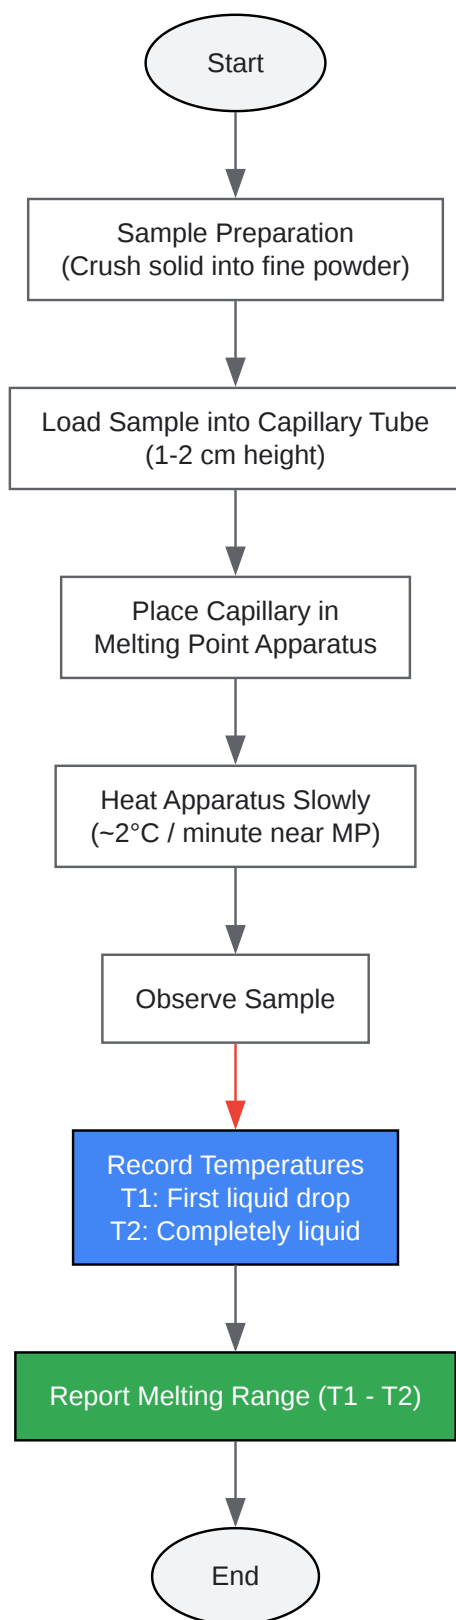 Start
Sample Preparation
(Crush solid into fine powder)
Load Sample into Capillary Tube
(1-2 cm height)
Place Capillary in
Melting Point Apparatus
Heat Apparatus Slowly
(~2°C / minute near MP)
Observe Sample
Record Temperatures
T1: First liquid drop
T2: Completely liquid
Report Melting Range (T1 - T2)
End